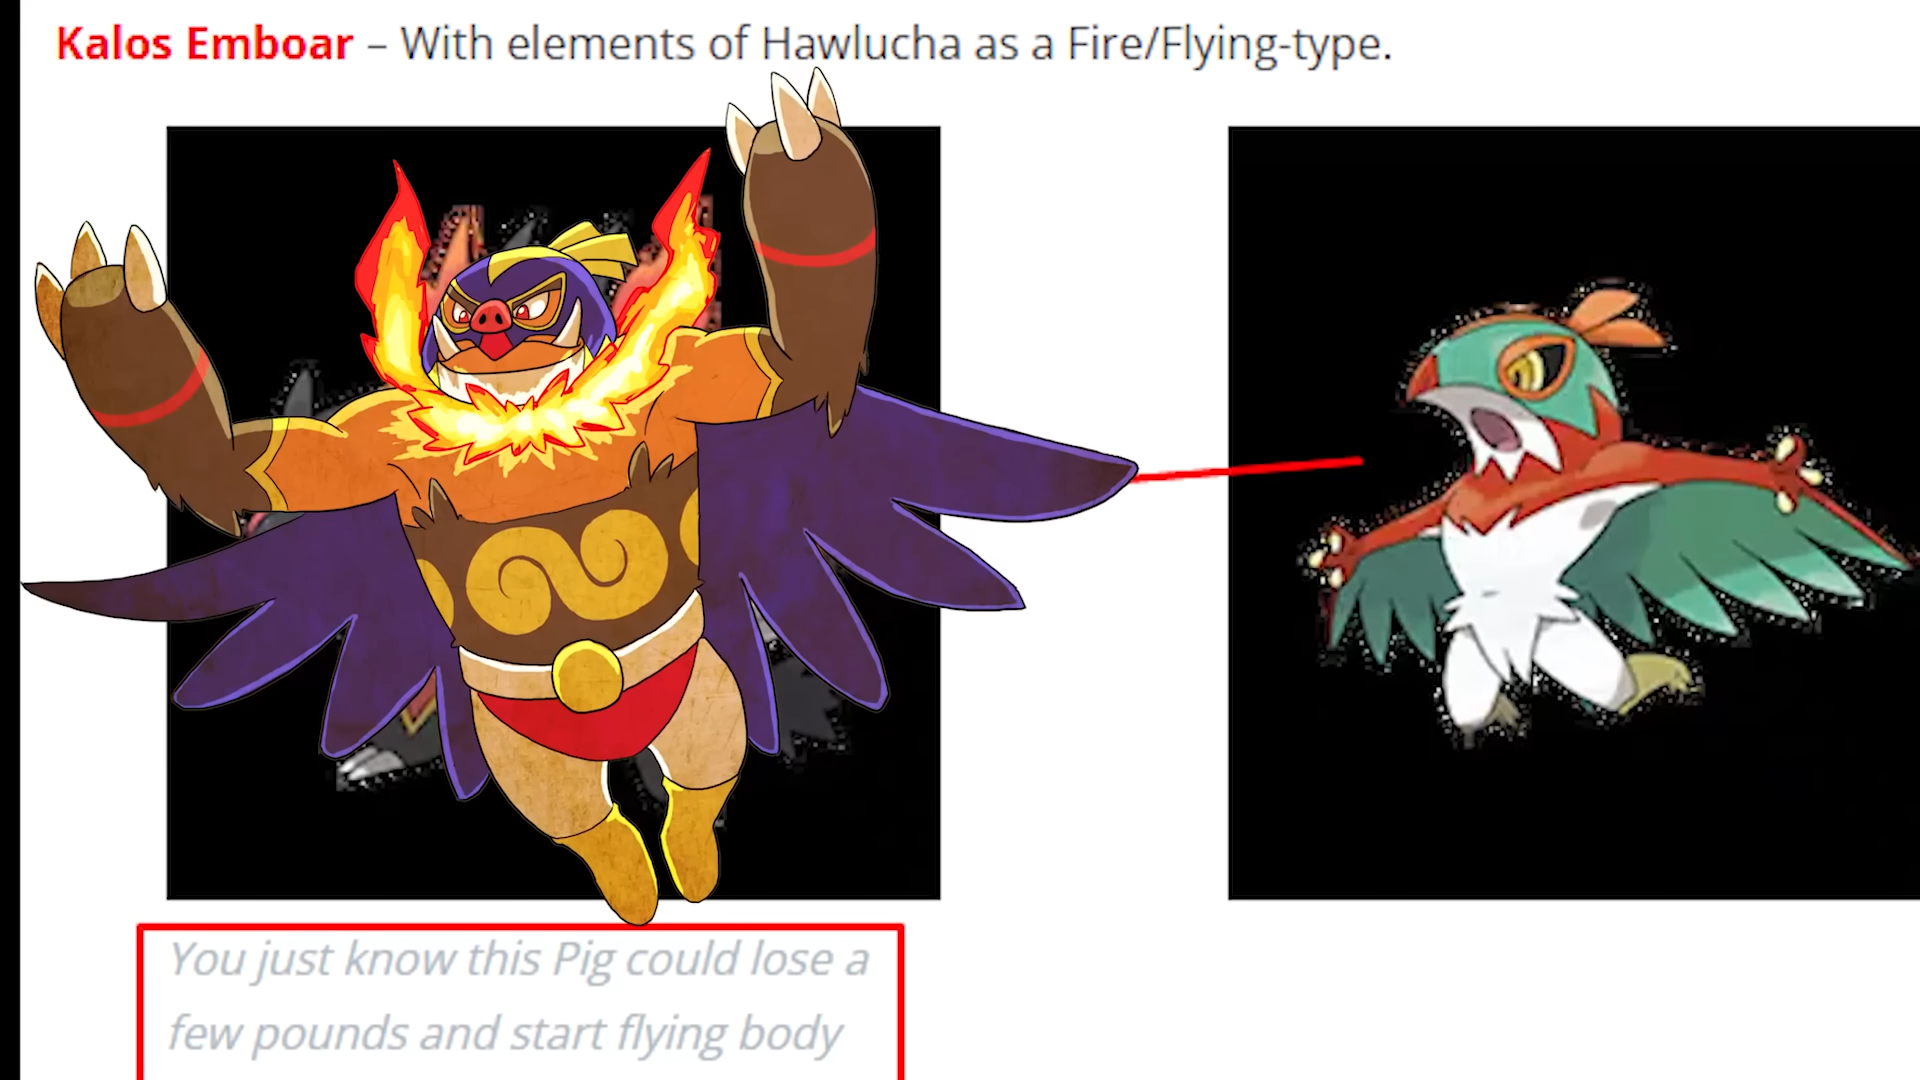 Kalos Emboar – With elements of Hawlucha as a Fire/Flying-type.
You just know this Pig could lose a
few pounds and start flying body